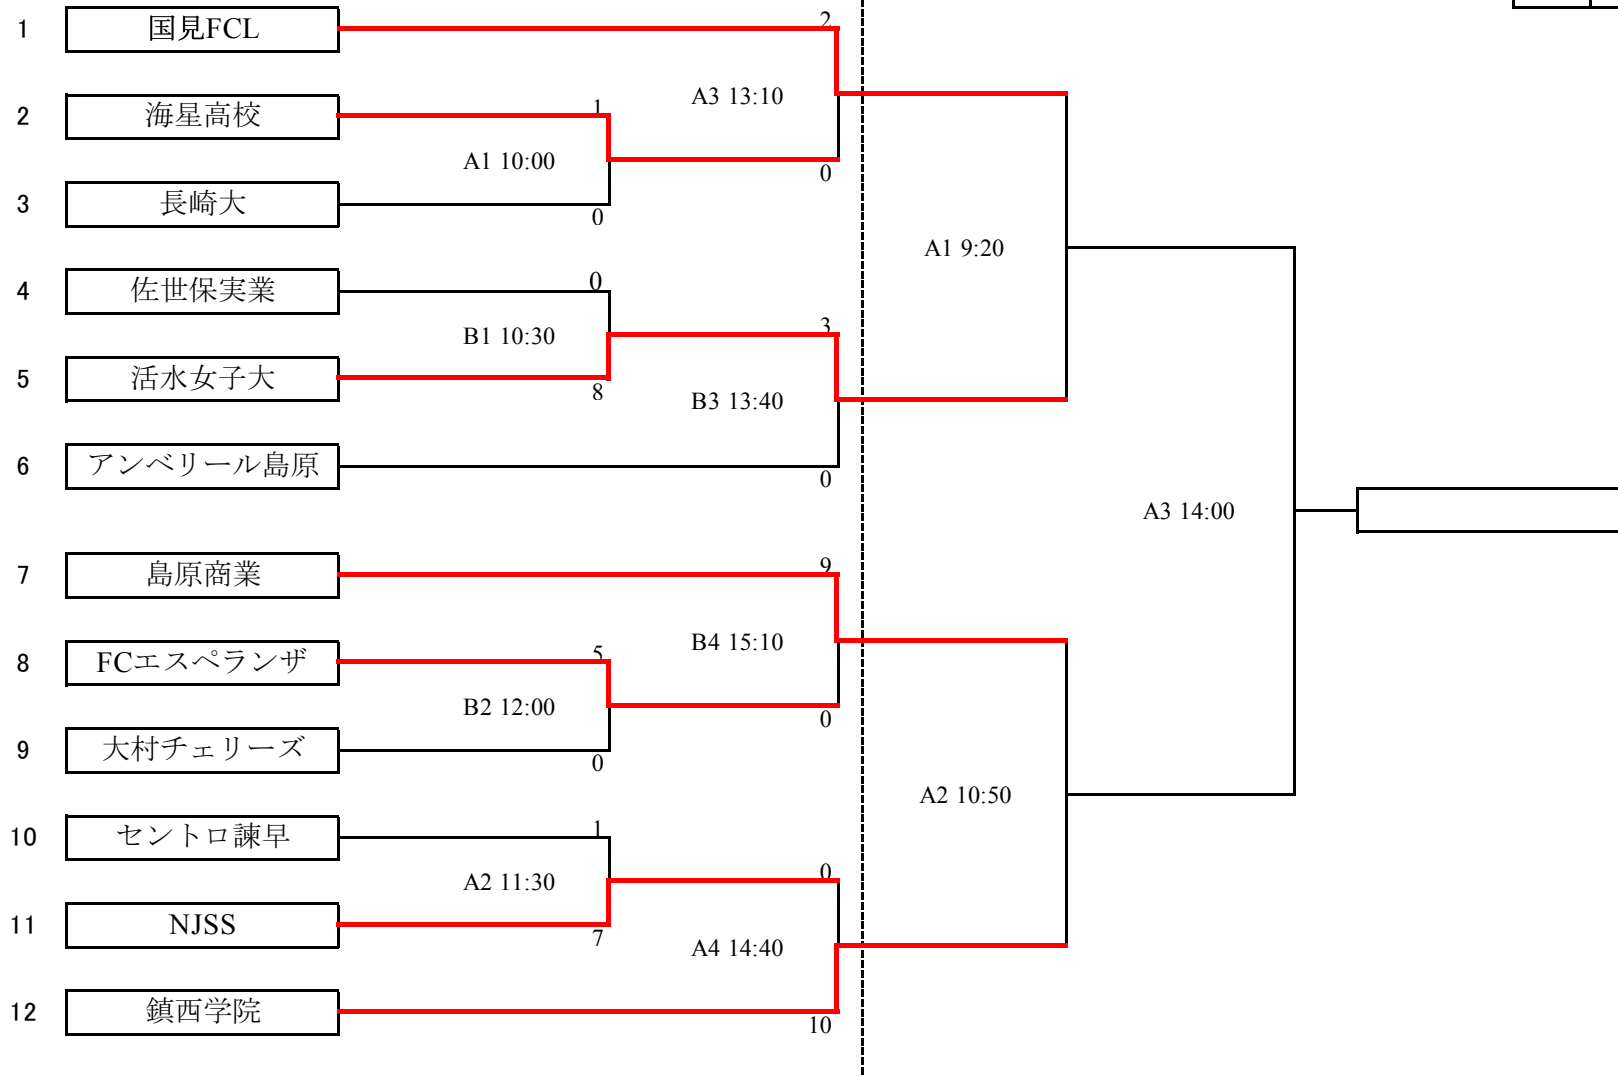 1 国見FCL 2
A3 13:10
2 海星高校 1
A1 10:00
0
3 長崎大
0
A1 9:20
4 佐世保実業 0
B1 10:30
3
5 活水女子大
8
B3 13:40
6 アンベリール島原
0
A3 14:00
7 島原商業 9
B4 15:10
8 FCエスペランザ 5
B2 12:00
0
9 大村チェリーズ
0
A2 10:50
10 セントロ諫早 1
A2 11:30
0
11 NJSS
7
A4 14:40
12 鎮西学院
10